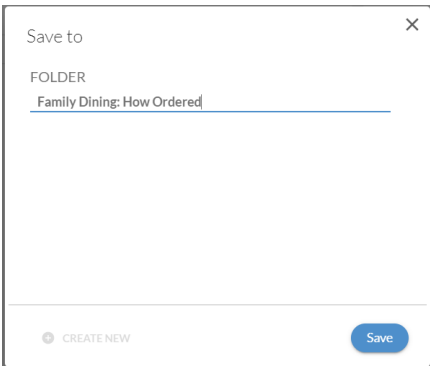 Save to
FOLDER
Family Dining: How Ordered
CREATE NEW
Save